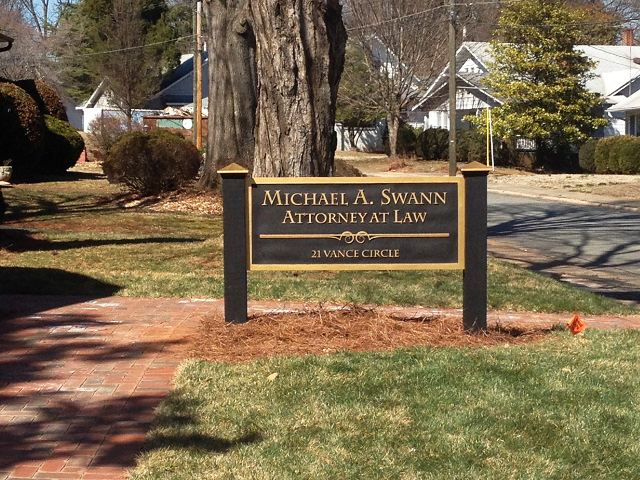 Michael A. Swann
Attorney at Law
21 Vance Circle